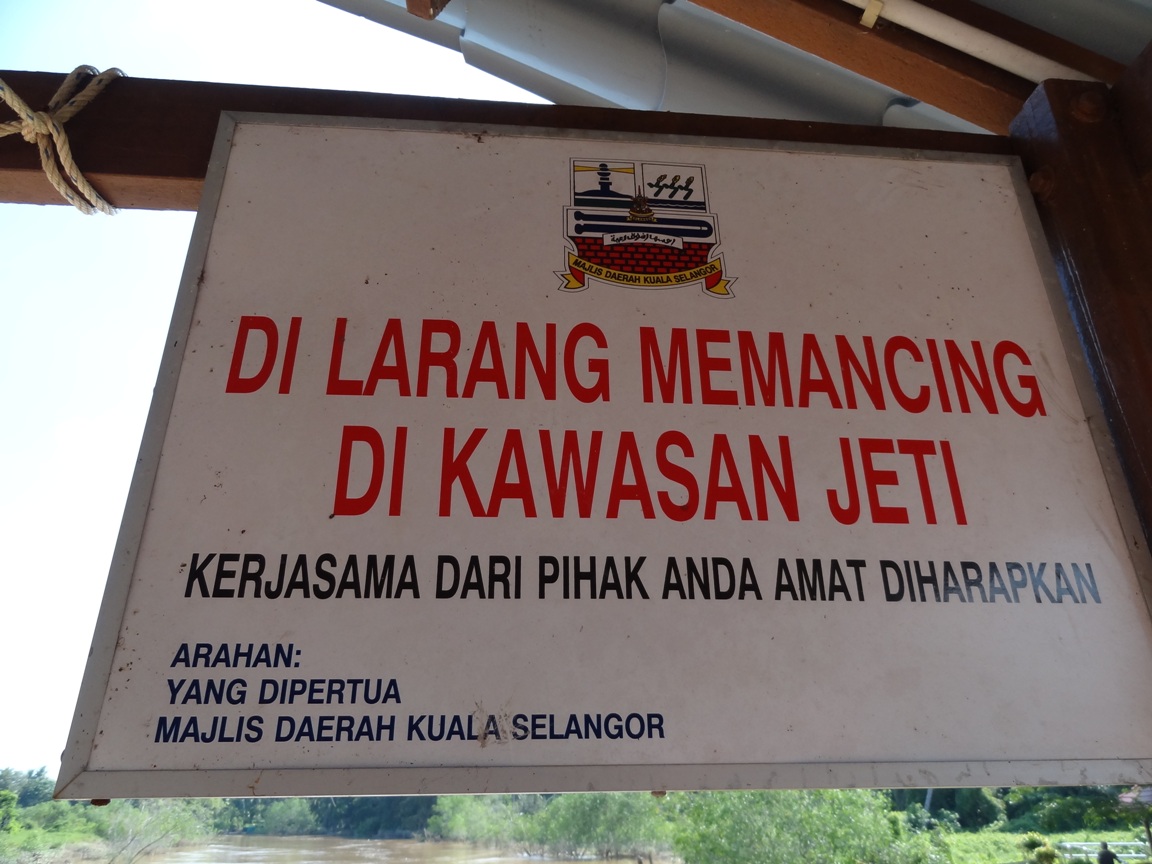 MAJLIS DAERAH KUALA SELANGOR
DI LARANG MEMANCING
DI KAWASAN JETI
KERJASAMA DARI PIHAK ANDA AMAT DIHARAPKAN
ARAHAN:
YANG DIPERTUA
MAJLIS DAERAH KUALA SELANGOR